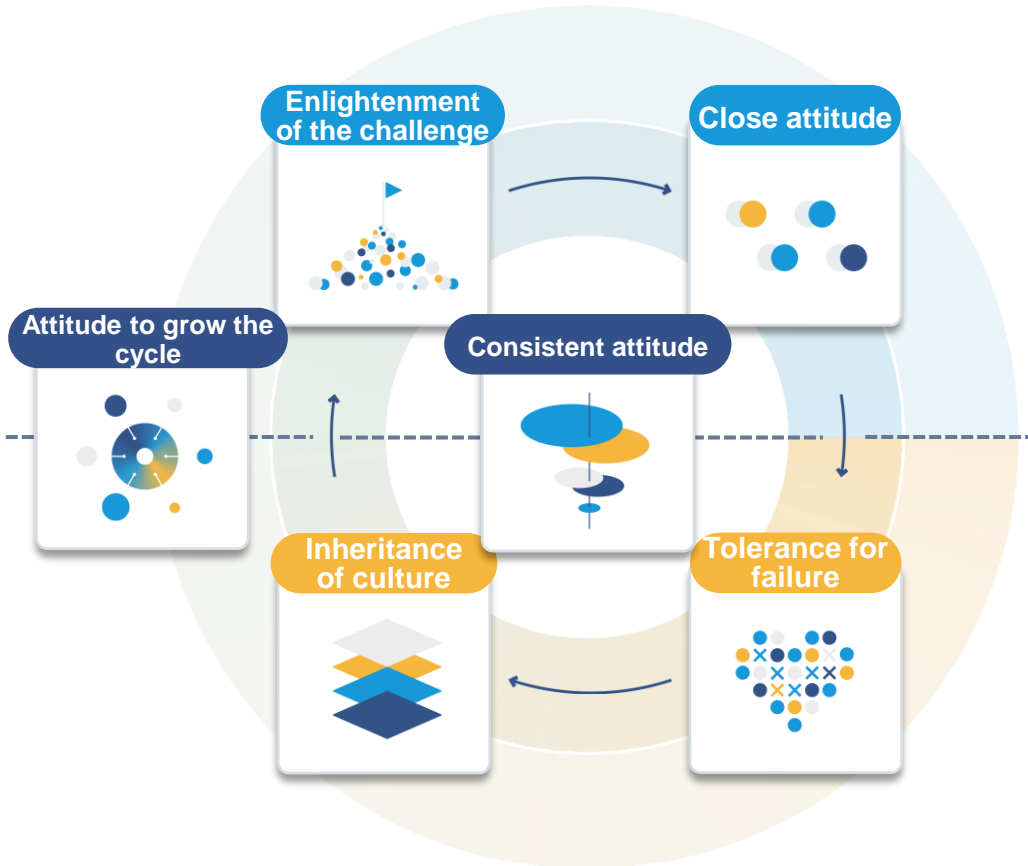 Enlightenment
of the challenge
Close attitude
Attitude to grow the
cycle
Consistent attitude
Inheritance
of culture
Tolerance for
failure